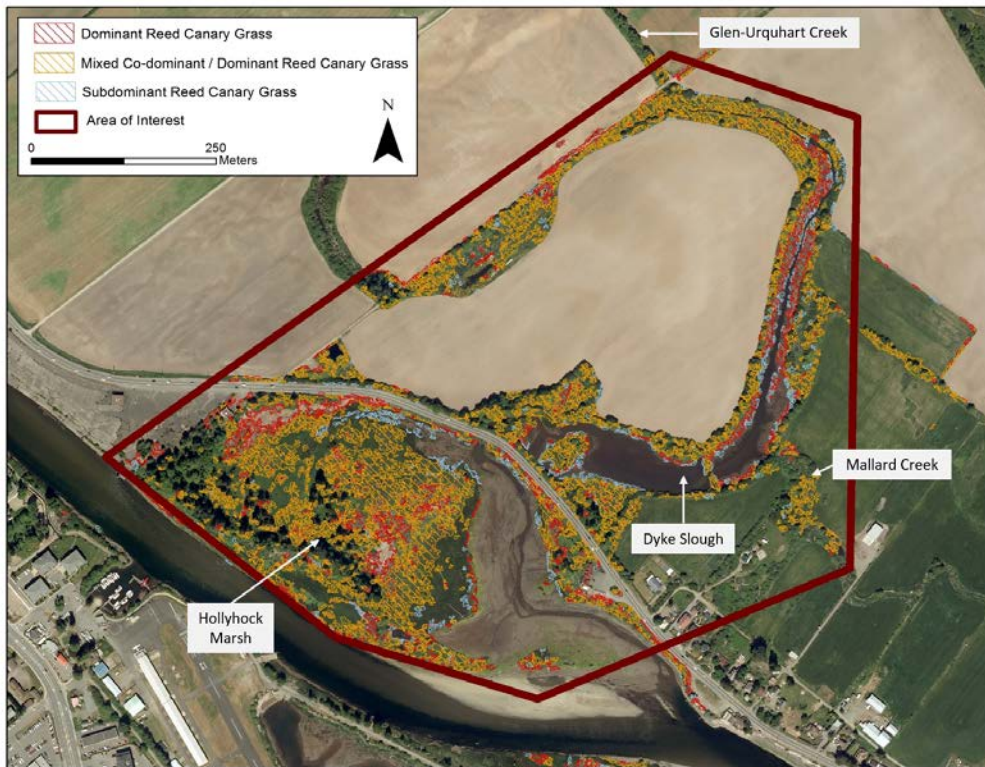 Dominant Reed Canary Grass
Mixed Co-dominant / Dominant Reed Canary Grass
Subdominant Reed Canary Grass
Area of Interest
N
0
250
Meters
Glen-Urquhart Creek
Mallard Creek
Dyke Slough
Hollyhock
Marsh